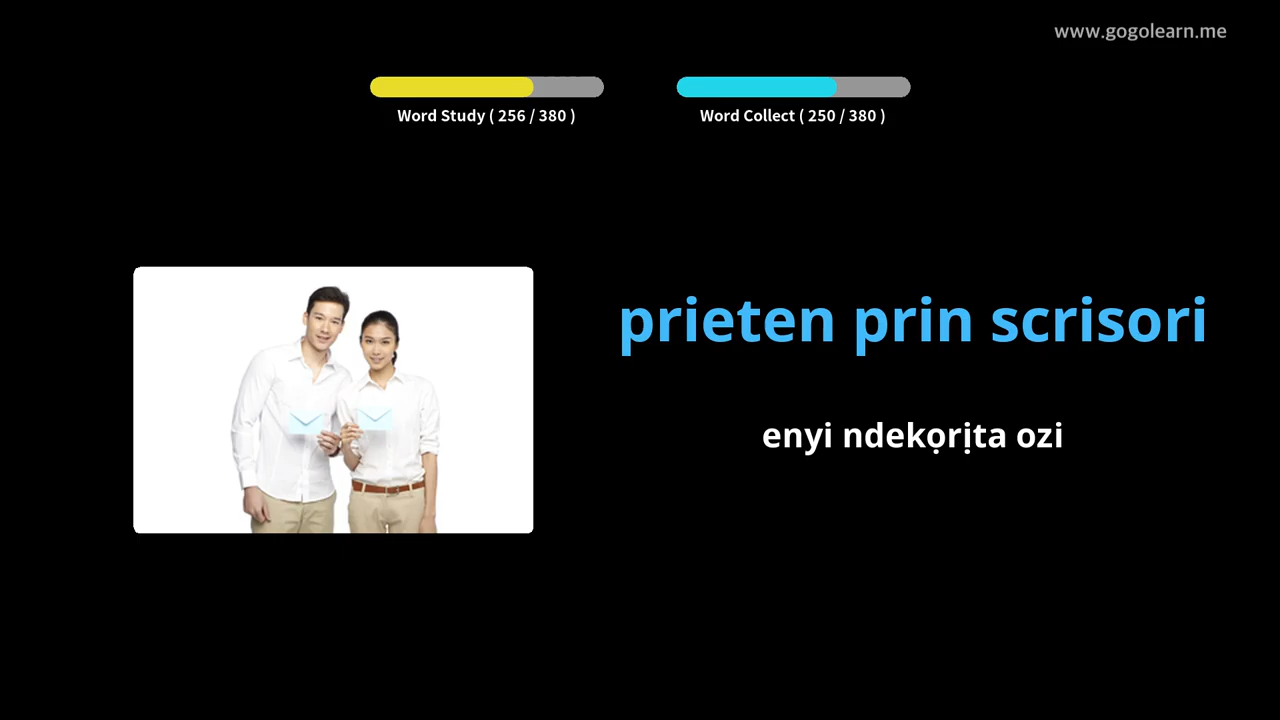 www.gogolearn.me
Word Study ( 256 / 380 )
Word Collect ( 250 / 380 )
prieten prin scrisori
enyi ndekọrịta ozi